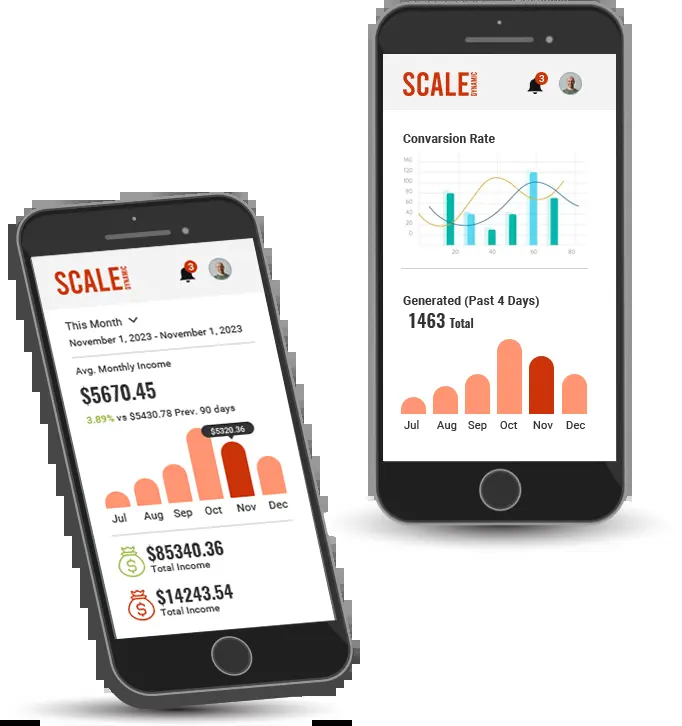 SCALE DYNAMIC
3
This Month
November 1, 2023 - November 1, 2023
Avg. Monthly Income
$5670.45
3.89% vs $5430.78 Prev. 90 days
$5320.36
Jul Aug Sep Oct Nov Dec
$85340.36
Total Income
$14243.54
Total Income
SCALE DYNAMIC
3
Convarsion Rate
140
120
100
80
60
40
20
0
20 40 60 80
Generated (Past 4 Days)
1463 Total
Jul Aug Sep Oct Nov Dec